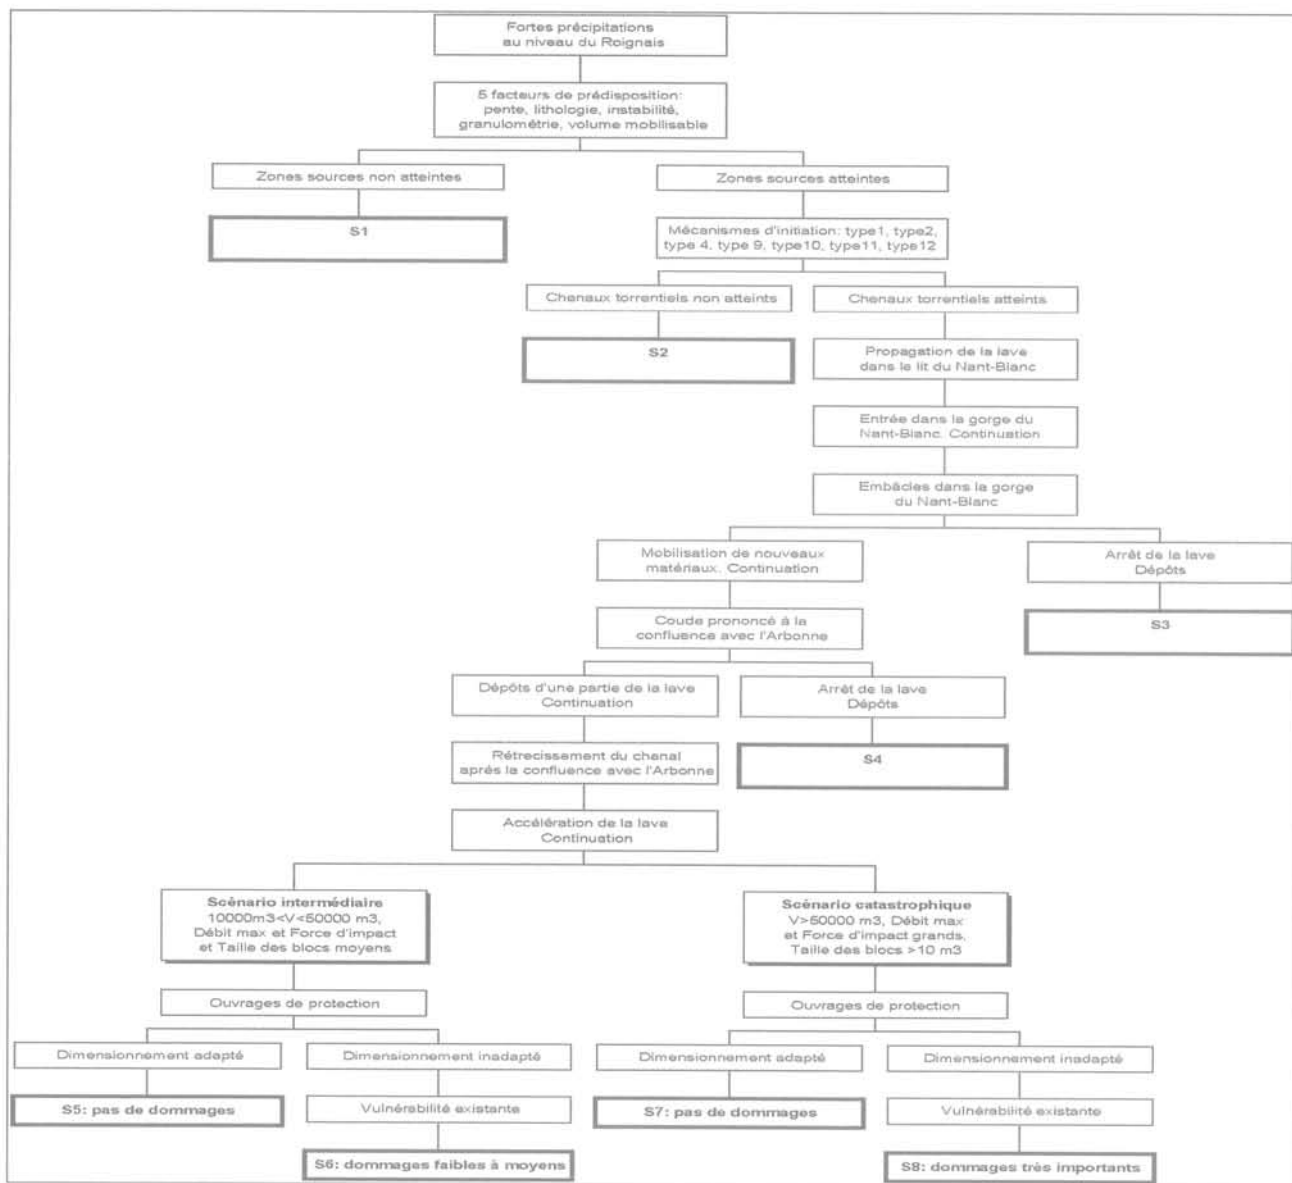 Fortes précipitations
au niveau du Roignais
5 facteurs de prédisposition:
pente, lithologie, instabilité,
granulométrie, volume mobilisable
Zones sources non atteintes
Zones sources atteintes
S1
Mécanismes d'initiation: type1, type2,
type 4, type 9, type10, type11, type12
Chenaux torrentiels non atteints
Chenaux torrentiels atteints
S2
Propagation de la lave
dans le lit du Nant-Blanc
Entrée dans la gorge du
Nant-Blanc. Continuation
Embâcles dans la gorge
du Nant-Blanc
Mobilisation de nouveaux
matériaux. Continuation
Arrêt de la lave
Dépôts
S3
Coude prononcé à la
confluence avec l'Arbonne
Dépôts d'une partie de la lave
Continuation
Arrêt de la lave
Dépôts
S4
Rétrecissement du chanal
après la confluence avec l'Arbonne
Accélération de la lave
Continuation
Scénario intermédiaire
10000m3<V<50000 m3,
Débit max et Force d'impact
et Taille des blocs moyens
Scénario catastrophique
V>50000 m3, Débit max
et Force d'impact grands,
Taille des blocs >10 m3
Ouvrages de protection
Ouvrages de protection
Dimensionnement adapté
Dimensionnement inadapté
Dimensionnement adapté
Dimensionnement inadapté
S5: pas de dommages
Vulnérabilité existante
S7: pas de dommages
Vulnérabilité existante
S6: dommages faibles à moyens
S8: dommages très importants